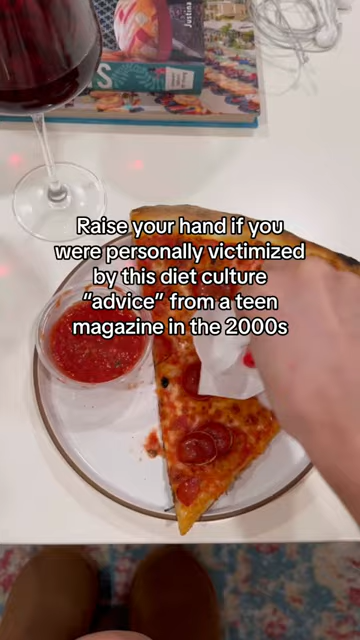 Justina
S
Raise your hand if you
were personally victimized
by this diet culture
“advice” from a teen
magazine in the 2000s